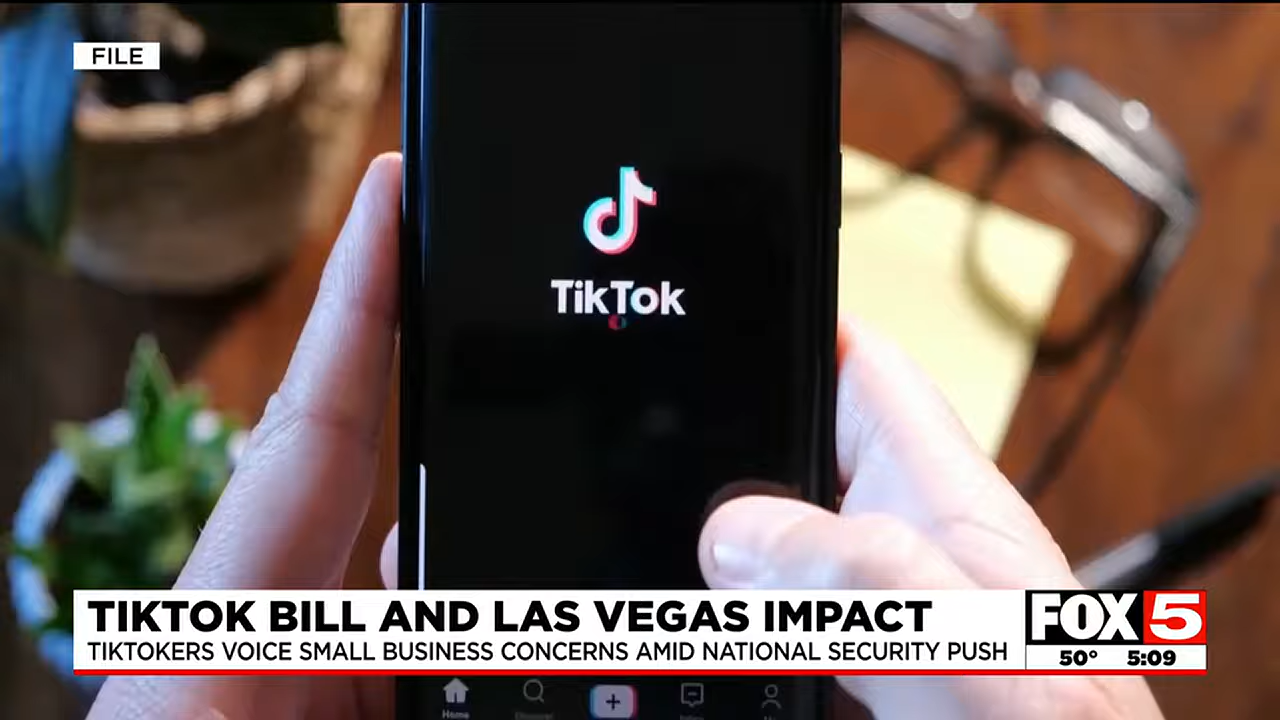 FILE
TikTok
TIKTOK BILL AND LAS VEGAS IMPACT
TIKTOKERS VOICE SMALL BUSINESS CONCERNS AMID NATIONAL SECURITY PUSH
FOX 5
50° 5:09
Home